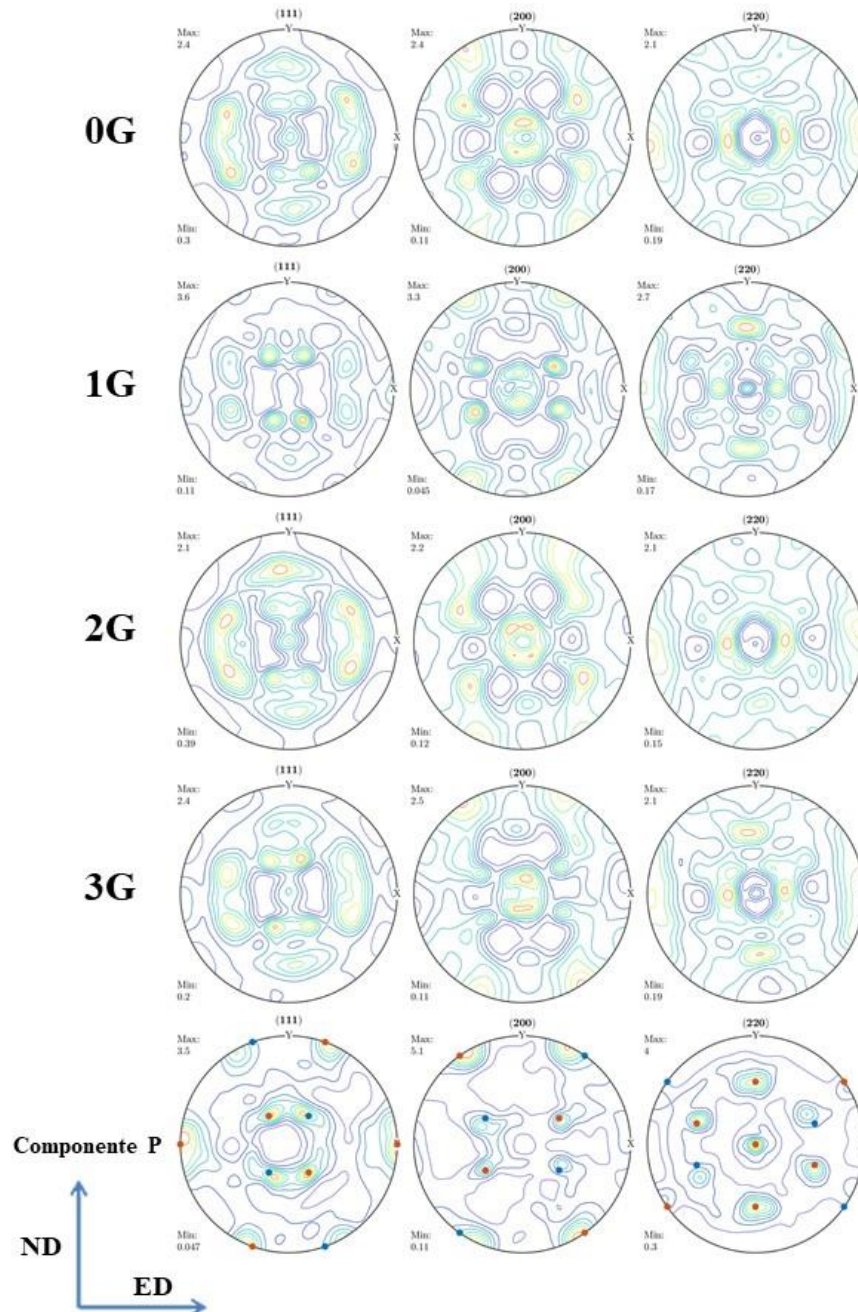 (111) (200) (220)
Max: Y Max: Y Max: Y
2.4 2.4 2.1
0G
X X
Min: Min: Min:
0.3 0.11 0.19
(111) (200) (220)
Max: Y Max: Y Max: Y
3.6 3.3 2.7
1G
X X
Min: Min: Min:
0.11 0.045 0.17
(111) (200) (220)
Max: Y Max: Y Max: Y
2.1 2.2 2.1
2G
X X
Min: Min: Min:
0.39 0.12 0.15
(111) (200) (220)
Max: Y Max: Y Max: Y
2.4 2.5 2.1
3G
X X
Min: Min: Min:
0.2 0.11 0.19
(111) (200) (220)
Max: Y Max: Y Max: Y
3.5 5.1 4
Componente P
X
Min: Min: Min:
0.047 0.11 0.3
ND
ED